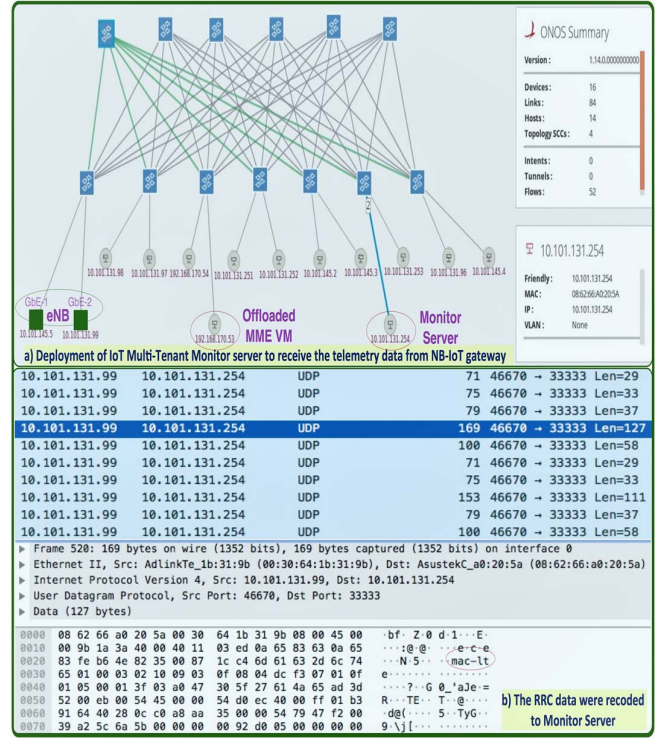 ONOS Summary
Version : 1.14.0.0000000000
Devices : 16
Links : 84
Hosts : 14
Topology SCCs : 4
Intents : 0
Tunnels : 0
Flows : 52
10.101.131.254
Friendly : 10.101.131.254
MAC : 08:62:66:A0:20:5A
IP : 10.101.131.254
VLAN : None
10.101.131.98
10.101.131.97
192.168.170.54
10.101.131.251
10.101.131.252
10.101.145.2
10.101.145.3
10.101.131.253
10.101.131.96
10.101.145.4
GbE-1 GbE-2
eNB
10.101.145.5
10.101.131.99
192.168.170.53
Offloaded
MME VM
10.101.131.254
Monitor
Server
a) Deployment of IoT Multi-Tenant Monitor server to receive the telemetry data from NB-IoT gateway
10.101.131.99 10.101.131.254 UDP 71 46670 → 33333 Len=29
10.101.131.99 10.101.131.254 UDP 75 46670 → 33333 Len=33
10.101.131.99 10.101.131.254 UDP 79 46670 → 33333 Len=37
10.101.131.99 10.101.131.254 UDP 169 46670 → 33333 Len=127
10.101.131.99 10.101.131.254 UDP 100 46670 → 33333 Len=58
10.101.131.99 10.101.131.254 UDP 71 46670 → 33333 Len=29
10.101.131.99 10.101.131.254 UDP 75 46670 → 33333 Len=33
10.101.131.99 10.101.131.254 UDP 153 46670 → 33333 Len=111
10.101.131.99 10.101.131.254 UDP 79 46670 → 33333 Len=37
10.101.131.99 10.101.131.254 UDP 100 46670 → 33333 Len=58
Frame 520: 169 bytes on wire (1352 bits), 169 bytes captured (1352 bits) on interface 0
Ethernet II, Src: AdlinkTe_1b:31:9b (00:30:64:1b:31:9b), Dst: AsustekC_a0:20:5a (08:62:66:a0:20:5a)
Internet Protocol Version 4, Src: 10.101.131.99, Dst: 10.101.131.254
User Datagram Protocol, Src Port: 46670, Dst Port: 33333
Data (127 bytes)
0000 08 62 66 a0 20 5a 00 30 64 1b 31 9b 08 00 45 00 ·bf· Z·0 d·1···E·
0010 00 9b 1a 3a 40 00 40 11 03 ed 0a 65 83 63 0a 65 ···:@·@· ···e·c·e
0020 83 fe b6 4e 82 35 00 87 1c c4 6d 61 63 2d 6c 74 ···N·5·· ··mac-lt
0030 65 01 00 03 02 10 09 03 0f 08 04 dc f3 07 01 0f e······· ········
0040 01 05 00 01 3f 03 a0 47 30 5f 27 61 4a 65 ad 3d ····?··G 0_'aJe·=
0050 52 00 eb 00 54 45 00 00 54 d0 ec 40 00 ff 01 b3 R···TE·· T··@····
0060 91 64 40 28 0c c0 a8 aa 35 00 00 54 79 47 f2 00 ·d@(···· 5··TyG··
0070 39 a2 5c 6a 5b 00 00 00 00 92 d0 05 00 00 00 00 9·\j[··· ········
b) The RRC data were recoded
to Monitor Server